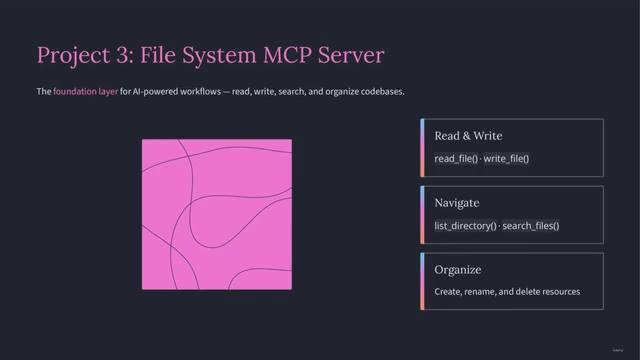 Project 3: File System MCP Server
The foundation layer for AI-powered workflows — read, write, search, and organize codebases.
Read & Write
read_file() · write_file()
Navigate
list_directory() · search_files()
Organize
Create, rename, and delete resources